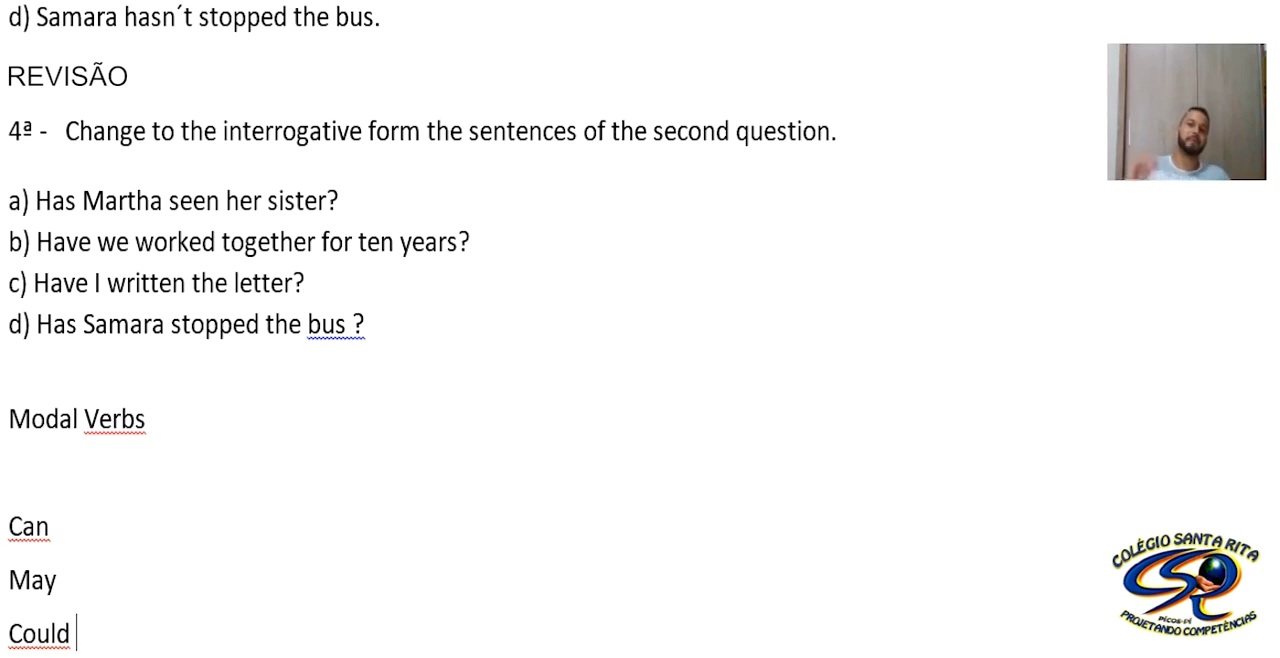 d) Samara hasn´t stopped the bus.
REVISÃO
4ª - Change to the interrogative form the sentences of the second question.
a) Has Martha seen her sister?
b) Have we worked together for ten years?
c) Have I written the letter?
d) Has Samara stopped the bus ?
Modal Verbs
Can
May
Could
COLÉGIO SANTA RITA
PICOS-PI
PROJETANDO COMPETÊNCIAS